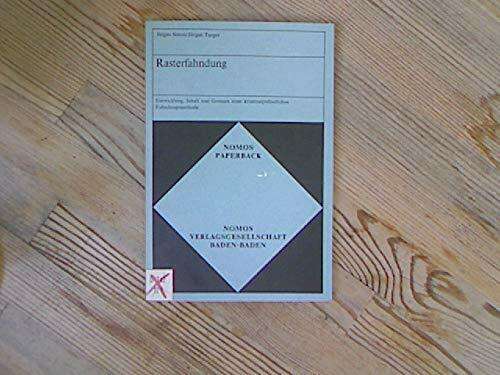 Jürgen Simon/Jürgen Taeger
Rasterfahndung
Entwicklung, Inhalt und Grenzen einer kriminalpolizeilichen
Fahndungsmethode
NOMOS
PAPERBACK
NOMOS
VERLAGSGESELLSCHAFT
BADEN-BADEN